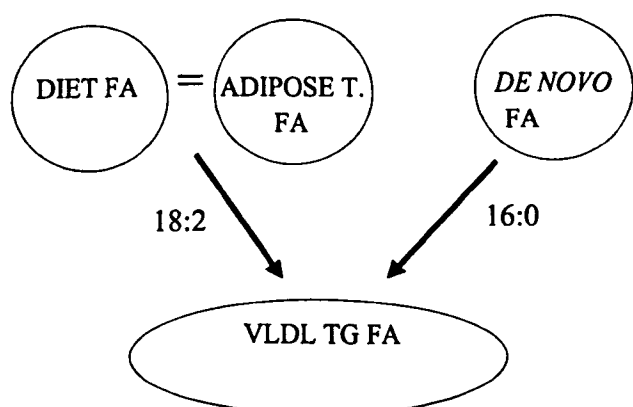 DIET FA = ADIPOSE T.
FA
DE NOVO
FA
18:2
16:0
VLDL TG FA